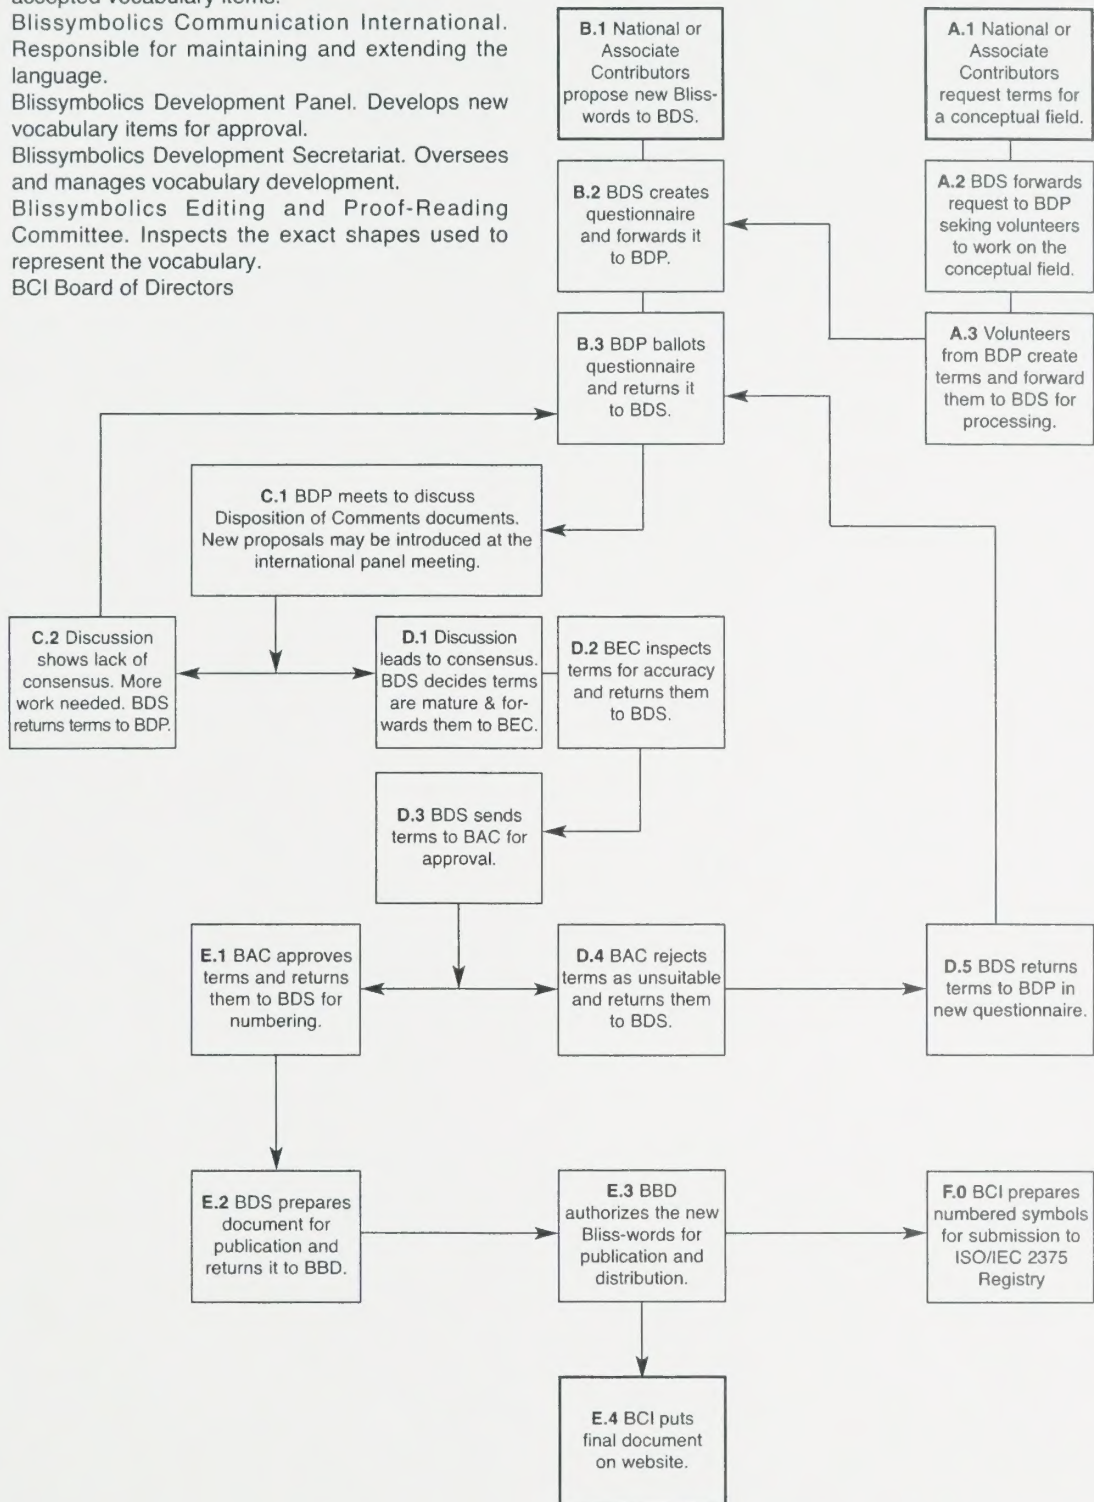 accepted vocabulary items.
Blissymbolics Communication International.
Responsible for maintaining and extending the
language.
Blissymbolics Development Panel. Develops new
vocabulary items for approval.
Blissymbolics Development Secretariat. Oversees
and manages vocabulary development.
Blissymbolics Editing and Proof-Reading
Committee. Inspects the exact shapes used to
represent the vocabulary.
BCI Board of Directors
B.1 National or
Associate
Contributors
propose new Bliss-
words to BDS.
A.1 National or
Associate
Contributors
request terms for
a conceptual field.
B.2 BDS creates
questionnaire
and forwards it
to BDP.
A.2 BDS forwards
request to BDP
seking volunteers
to work on the
conceptual field.
B.3 BDP ballots
questionnaire
and returns it
to BDS.
A.3 Volunteers
from BDP create
terms and forward
them to BDS for
processing.
C.1 BDP meets to discuss
Disposition of Comments documents.
New proposals may be introduced at the
international panel meeting.
C.2 Discussion
shows lack of
consensus. More
work needed. BDS
returns terms to BDP.
D.1 Discussion
leads to consensus.
BDS decides terms
are mature & for-
wards them to BEC.
D.2 BEC inspects
terms for accuracy
and returns them
to BDS.
D.3 BDS sends
terms to BAC for
approval.
E.1 BAC approves
terms and returns
them to BDS for
numbering.
D.4 BAC rejects
terms as unsuitable
and returns them
to BDS.
D.5 BDS returns
terms to BDP in
new questionnaire.
E.2 BDS prepares
document for
publication and
returns it to BBD.
E.3 BBD
authorizes the new
Bliss-words for
publication and
distribution.
F.0 BCI prepares
numbered symbols
for submission to
ISO/IEC 2375
Registry
E.4 BCI puts
final document
on website.